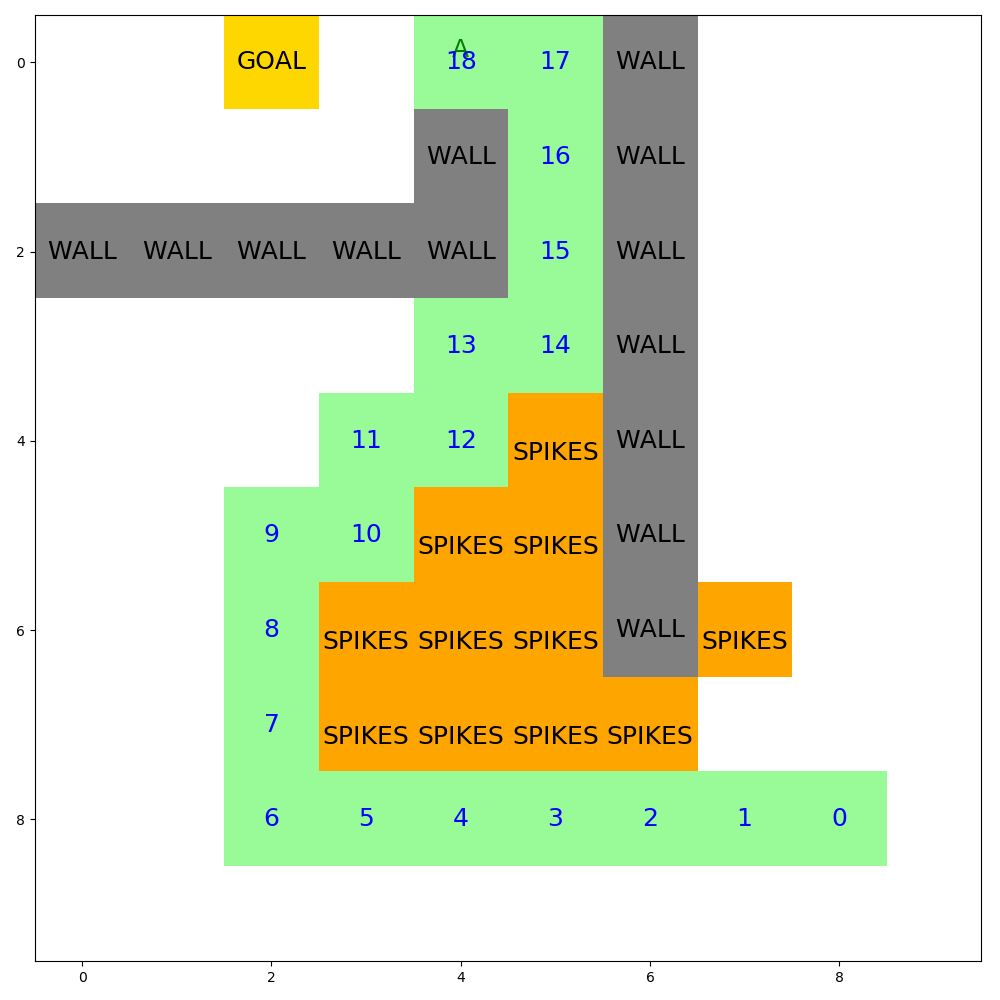 0 GOAL A 18 17 WALL
WALL 16 WALL
2 WALL WALL WALL WALL WALL 15 WALL
13 14 WALL
4 11 12 SPIKES WALL
9 10 SPIKES SPIKES WALL
6 8 SPIKES SPIKES SPIKES WALL SPIKES
7 SPIKES SPIKES SPIKES SPIKES
8 6 5 4 3 2 1 0
0 2 4 6 8